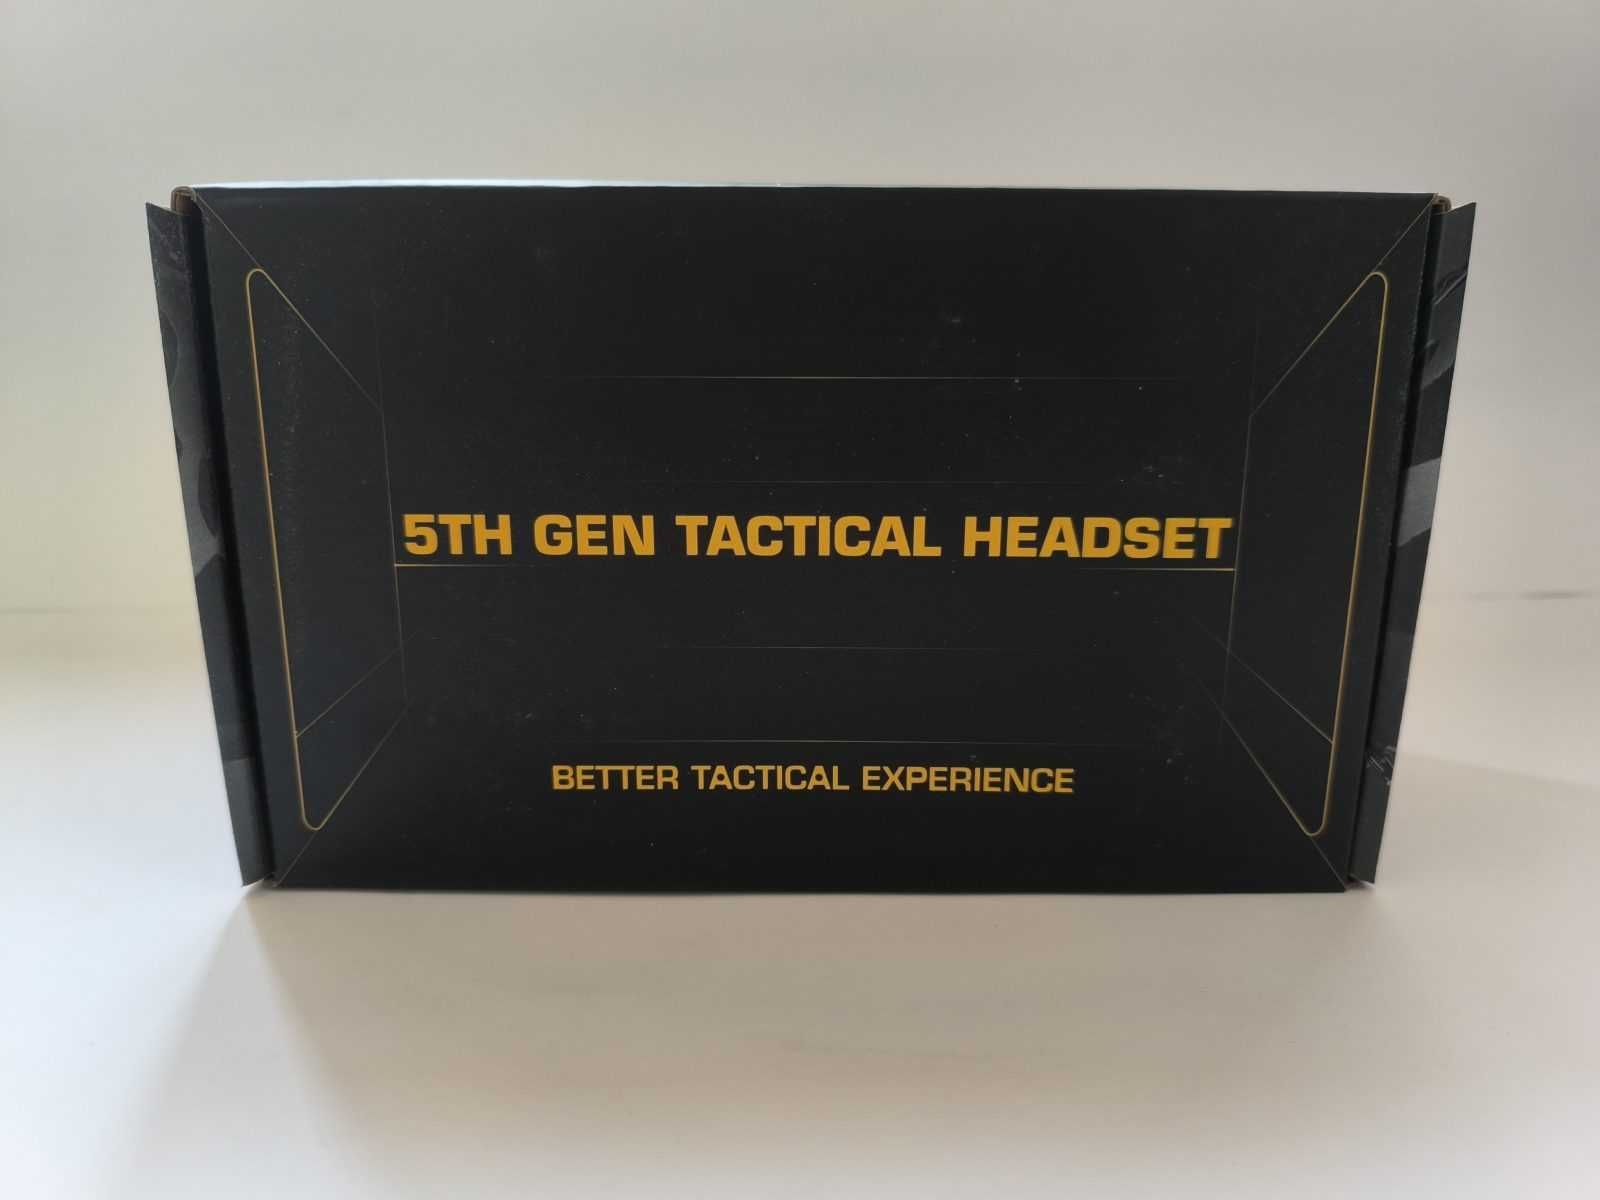 5TH GEN TACTICAL HEADSET
BETTER TACTICAL EXPERIENCE